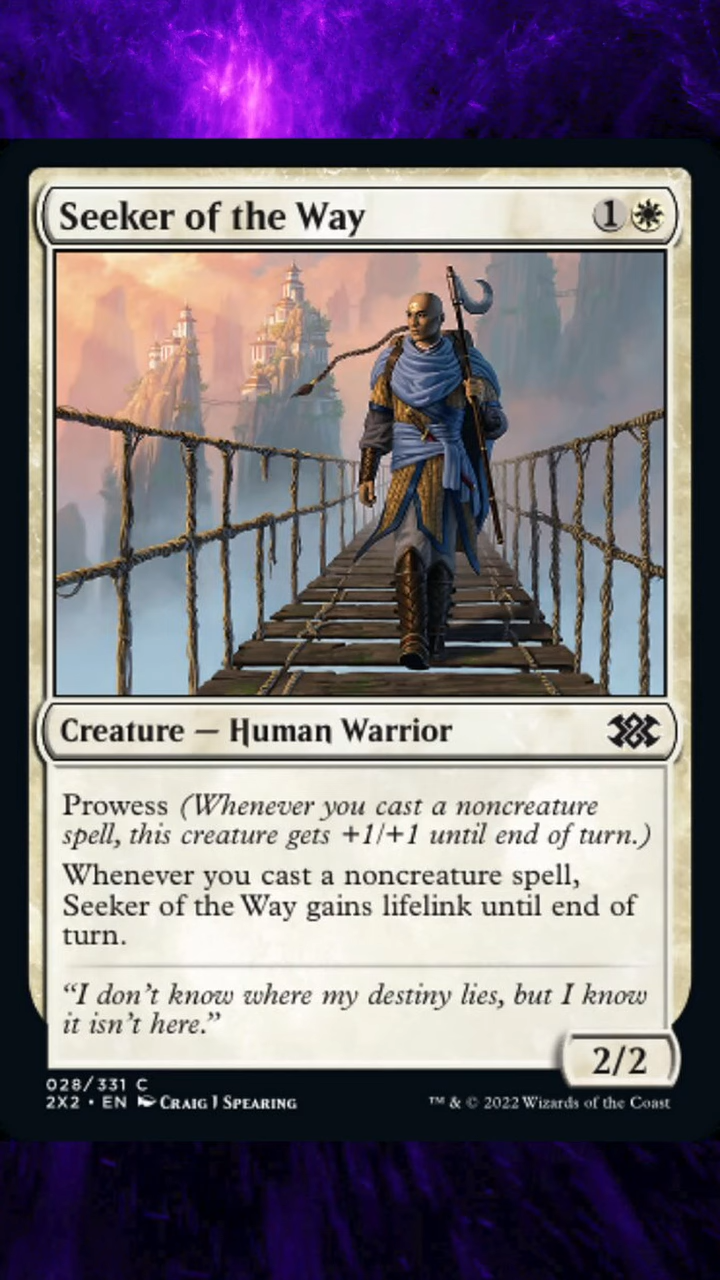 Seeker of the Way 1
Creature — Human Warrior
Prowess (Whenever you cast a noncreature
spell, this creature gets +1/+1 until end of turn.)
Whenever you cast a noncreature spell,
Seeker of the Way gains lifelink until end of
turn.
“I don’t know where my destiny lies, but I know
it isn’t here.”
2/2
028/331 C
2X2 • EN Craig J Spearing
™ & © 2022 Wizards of the Coast